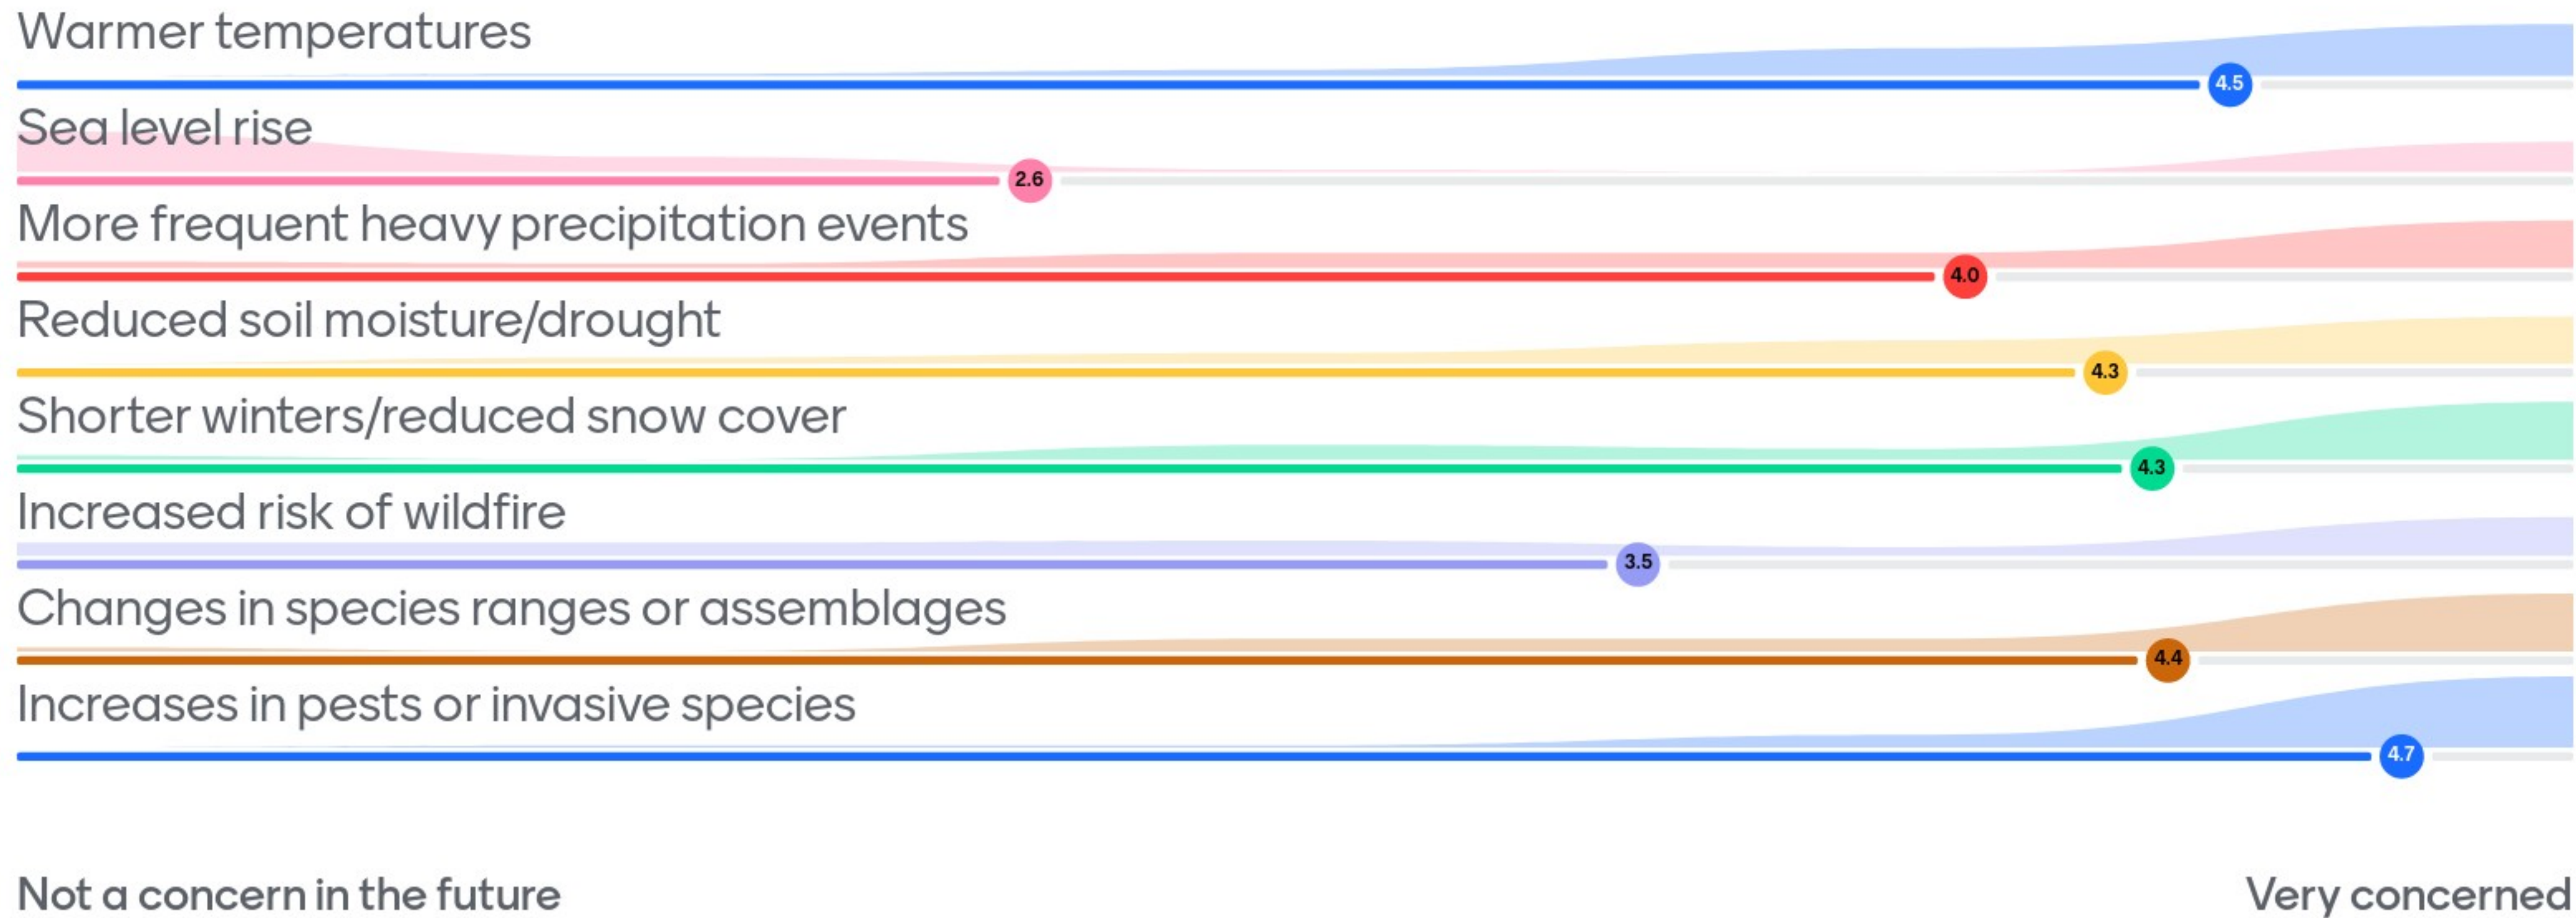 Warmer temperatures
4.5
Sea level rise
2.6
More frequent heavy precipitation events
4.0
Reduced soil moisture/drought
4.3
Shorter winters/reduced snow cover
4.3
Increased risk of wildfire
3.5
Changes in species ranges or assemblages
4.4
Increases in pests or invasive species
4.7
Not a concern in the future Very concerned